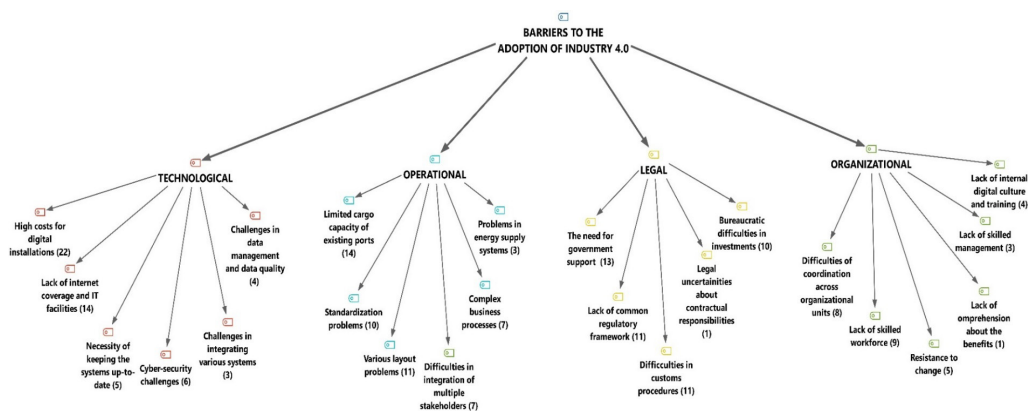 BARRIERS TO THE
ADOPTION OF INDUSTRY 4.0
TECHNOLOGICAL
High costs for
digital
installations (22)
Lack of internet
coverage and IT
facilities (14)
Necessity of
keeping the
systems up-to-
date (5)
Cyber-security
challenges (6)
Challenges in
integrating
various systems
(3)
Challenges in
data
management
and data quality
(4)
OPERATIONAL
Limited cargo
capacity of
existing ports
(14)
Standardization
problems (10)
Various layout
problems (11)
Difficulties in
integration of
multiple
stakeholders (7)
Complex
business
processes (7)
Problems in
energy supply
systems (3)
LEGAL
The need for
government
support (13)
Lack of common
regulatory
framework (11)
Difficculties in
customs
procedures (11)
Legal
uncertainities
about
contractual
responsibilities
(1)
Bureaucratic
difficulties in
investments (10)
ORGANIZATIONAL
Difficulties of
coordination
across
organizational
units (8)
Lack of skilled
workforce (9)
Resistance to
change (5)
Lack of
omprehension
about the
benefits (1)
Lack of skilled
management (3)
Lack of internal
digital culture
and training (4)